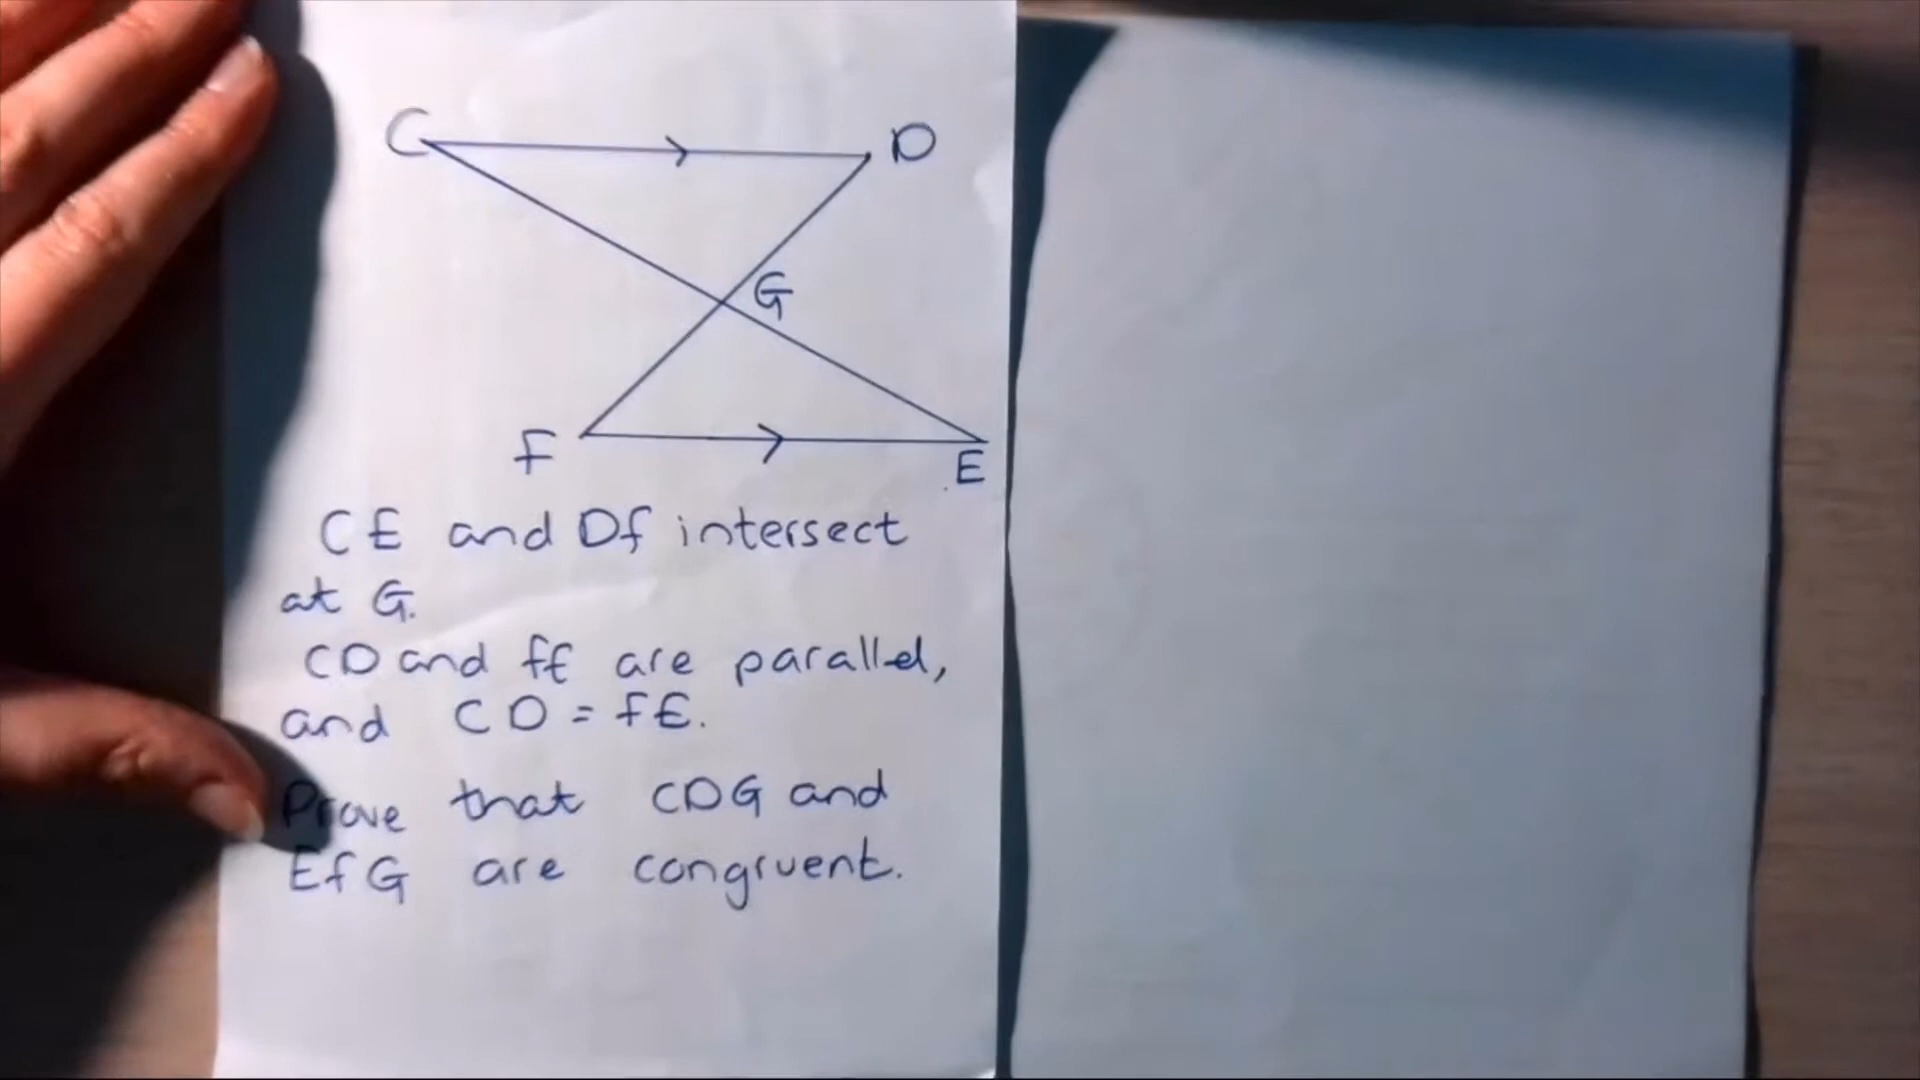 C
D
G
F
E
CE and Df intersect
at G.
CD and fE are parallel,
and CD = fE.
Prove that CDG and
EfG are congruent.